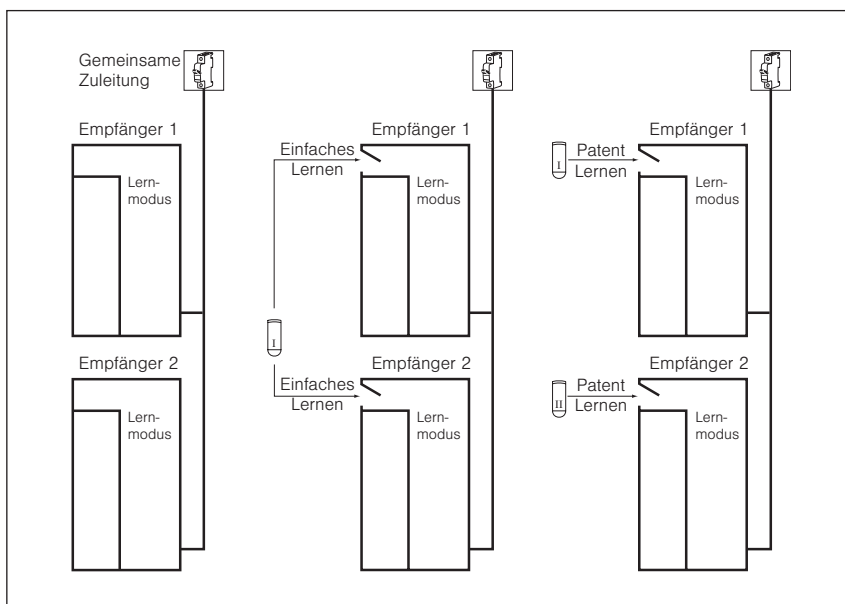 Gemeinsame
Zuleitung
Empfänger 1
Lern-
modus
Empfänger 2
Lern-
modus
Empfänger 1
Einfaches
Lernen
Lern-
modus
I
Empfänger 2
Einfaches
Lernen
Lern-
modus
Empfänger 1
I
Patent
Lernen
Lern-
modus
Empfänger 2
II
Patent
Lernen
Lern-
modus